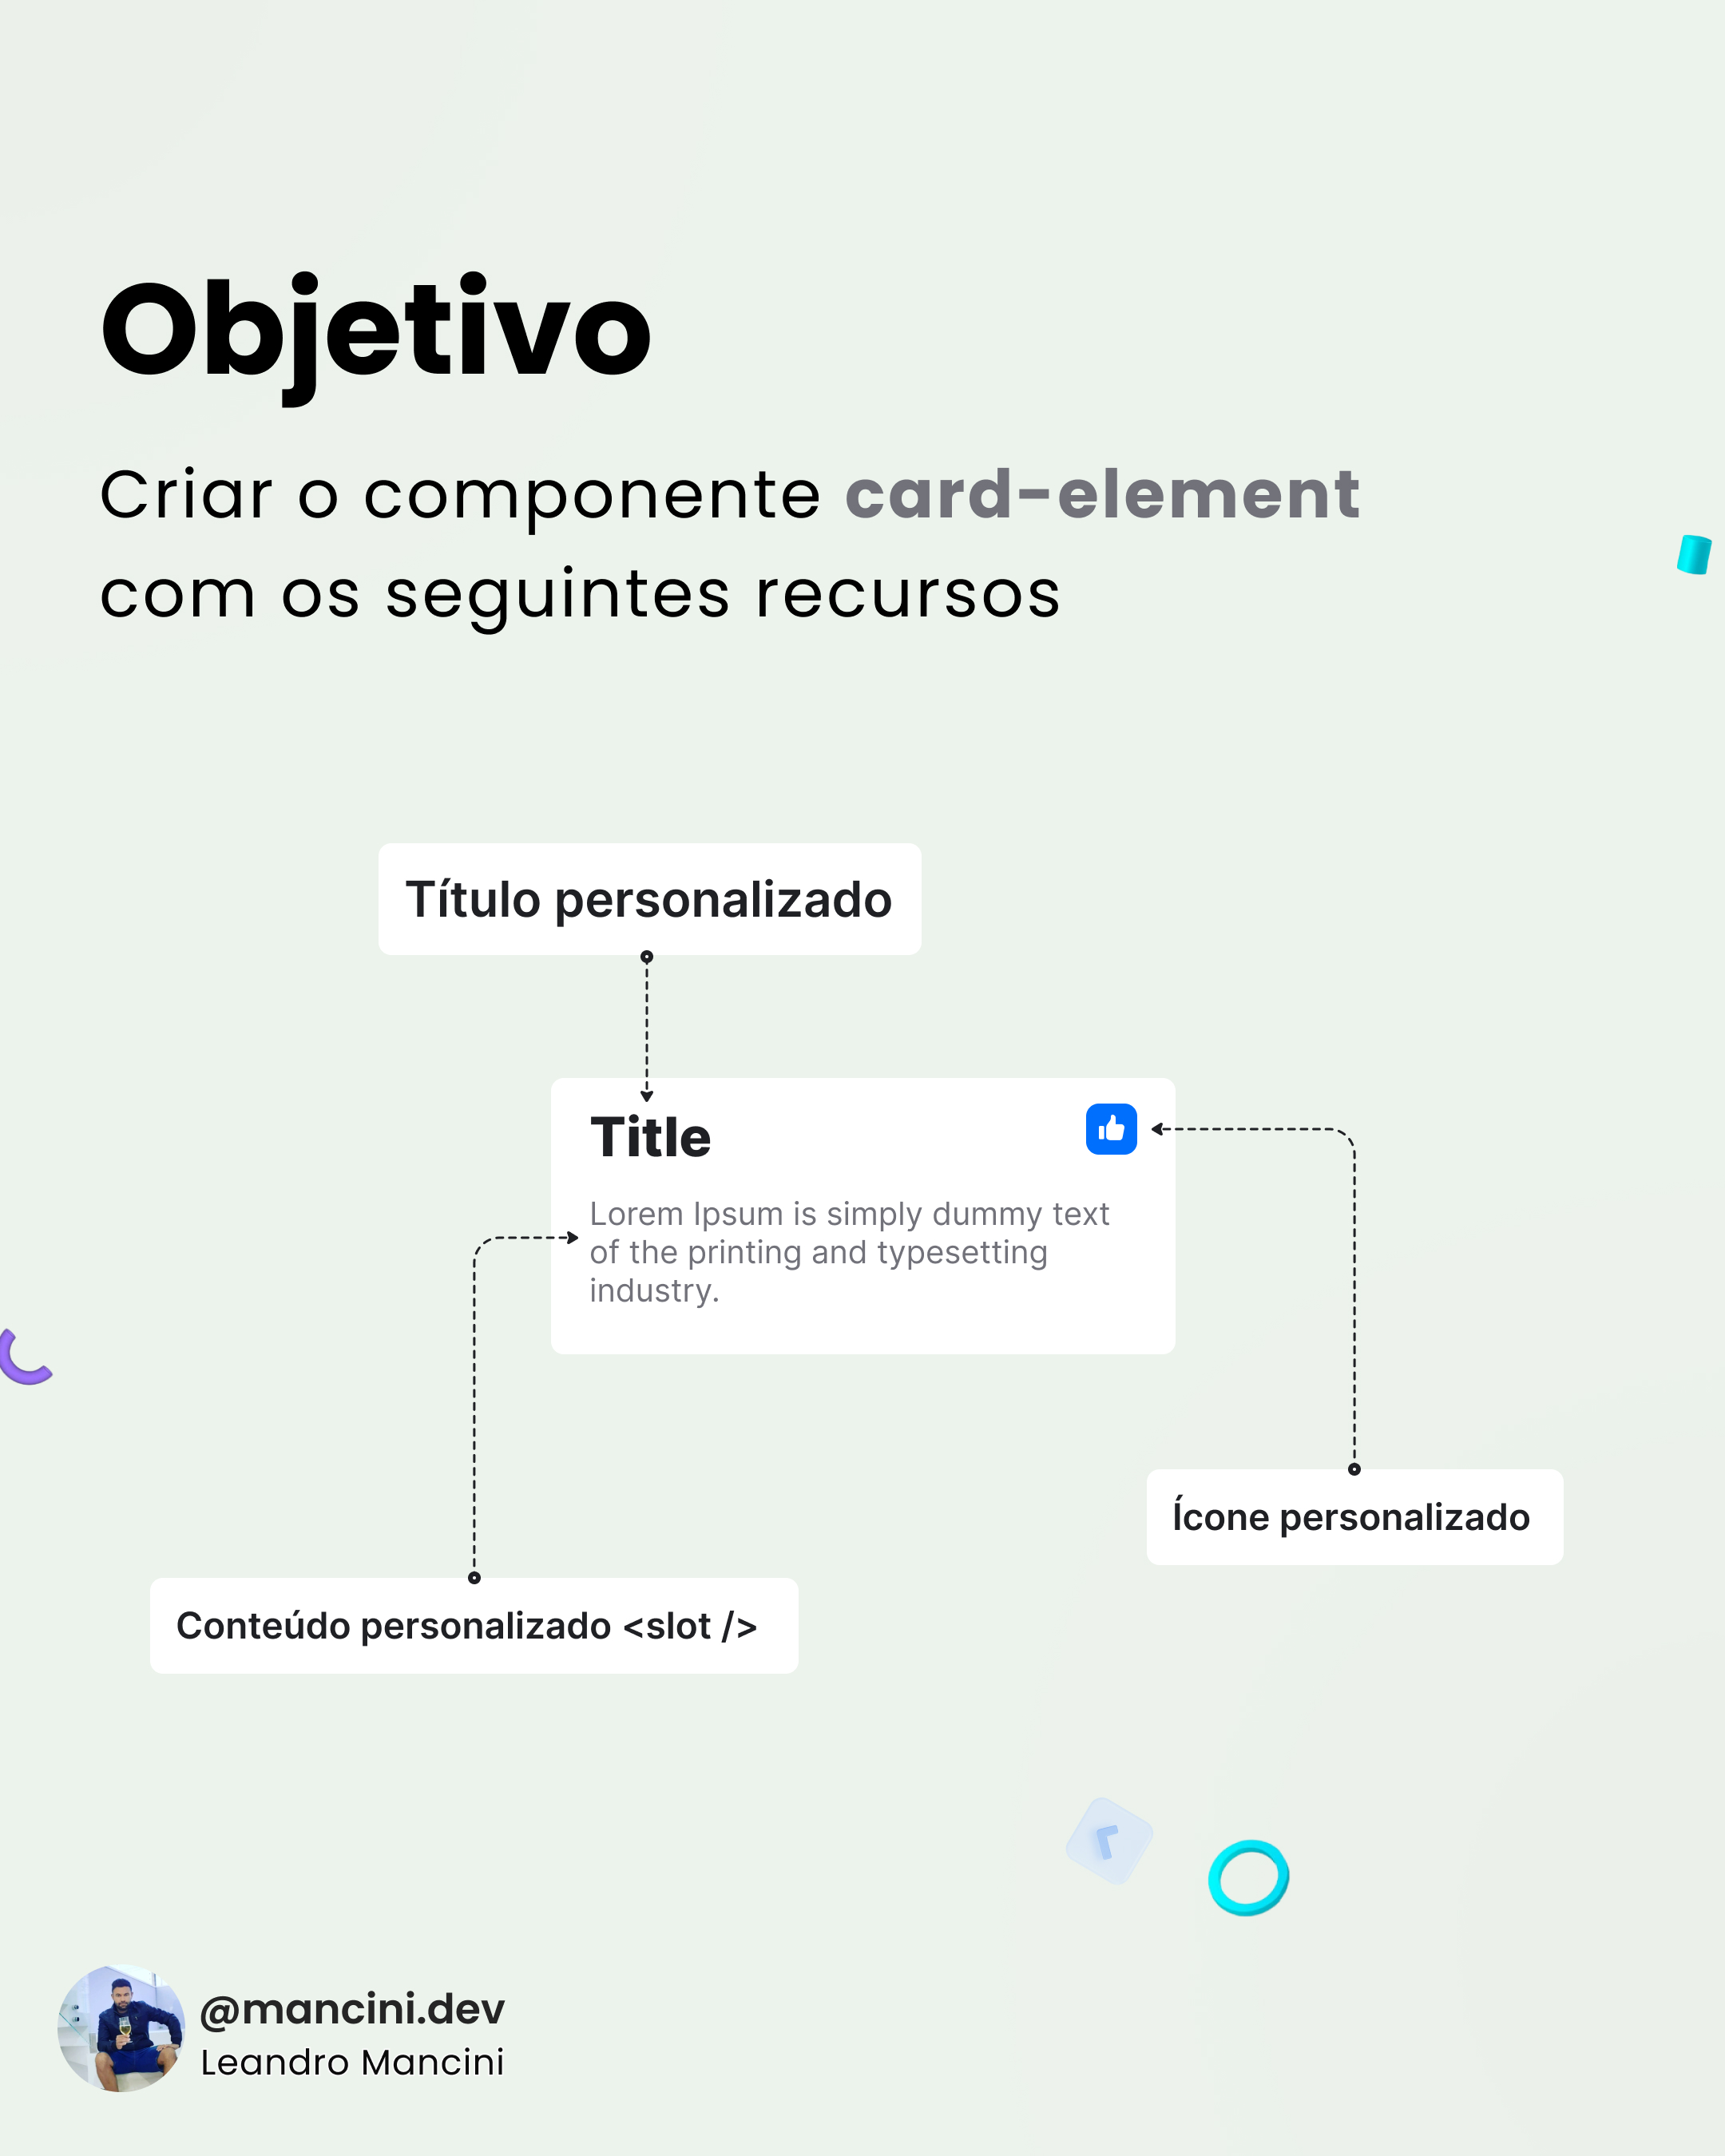 Objetivo
Criar o componente card-element
com os seguintes recursos
Título personalizado
Title
Lorem Ipsum is simply dummy text
of the printing and typesetting
industry.
Ícone personalizado
Conteúdo personalizado <slot />
@mancini.dev
Leandro Mancini